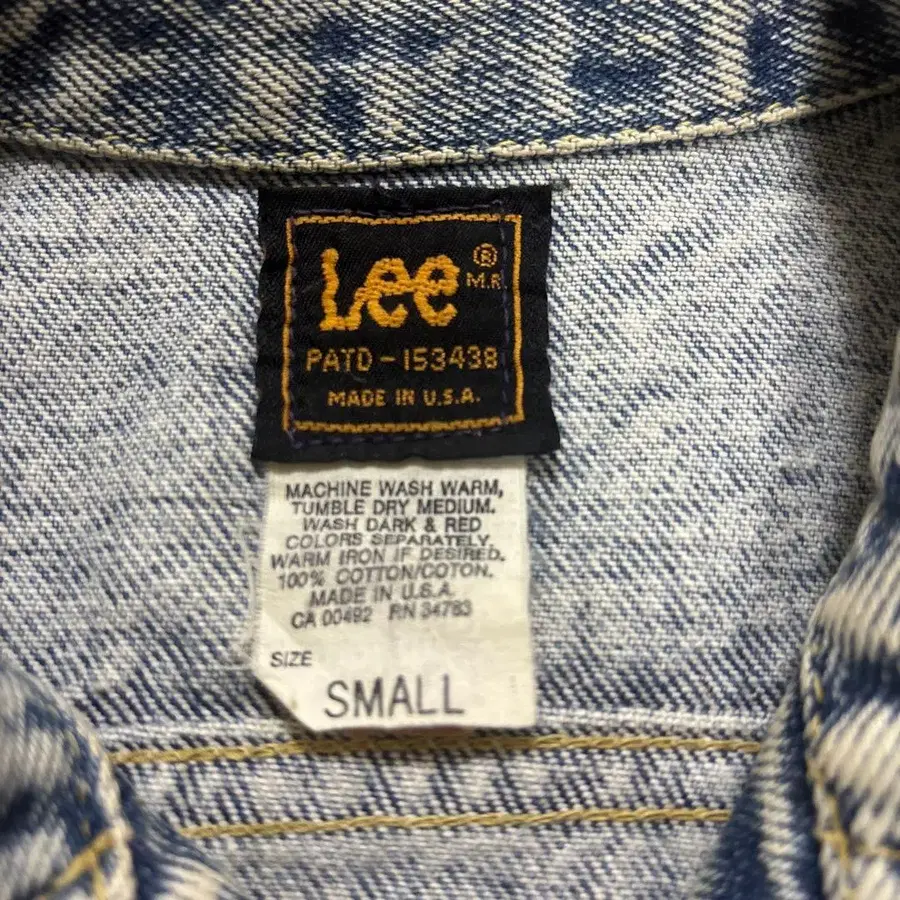 Lee ®
M.R.
PATD-153438
MADE IN U.S.A.
MACHINE WASH WARM,
TUMBLE DRY MEDIUM.
WASH DARK & RED
COLORS SEPARATELY.
WARM IRON IF DESIRED.
100% COTTON/COTON.
MADE IN U.S.A.
CA 00492 RN 34783
SIZE
SMALL